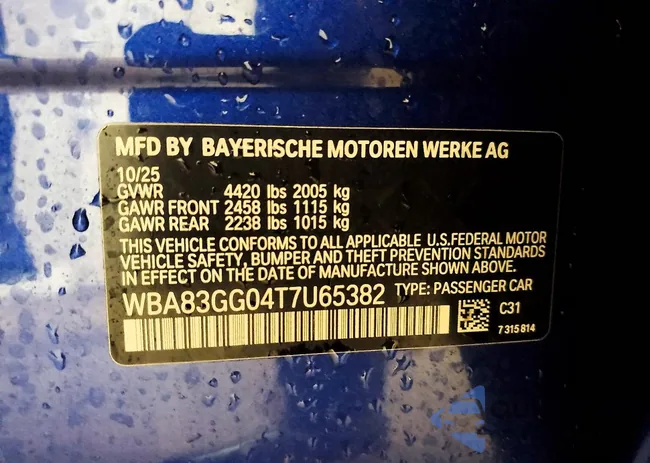 MFD BY BAYERISCHE MOTOREN WERKE AG
10/25
GVWR 4420 lbs 2005 kg
GAWR FRONT 2458 lbs 1115 kg
GAWR REAR 2238 lbs 1015 kg
THIS VEHICLE CONFORMS TO ALL APPLICABLE U.S.FEDERAL MOTOR
VEHICLE SAFETY, BUMPER AND THEFT PREVENTION STANDARDS
IN EFFECT ON THE DATE OF MANUFACTURE SHOWN ABOVE.
WBA83GG04T7U65382 TYPE: PASSENGER CAR
C31
7 315 814